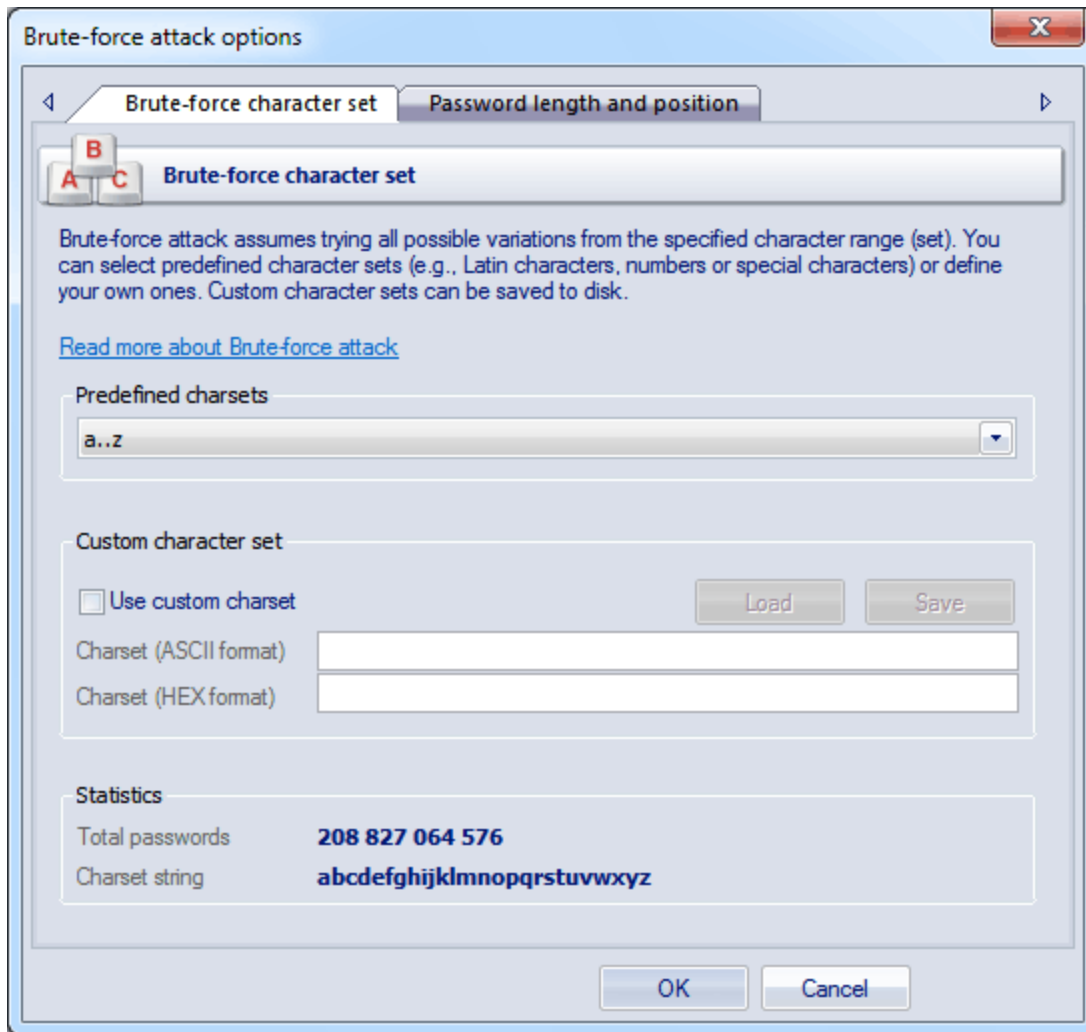 Brute-force attack options
Brute-force character set
Password length and position
A B C
Brute-force character set
Brute-force attack assumes trying all possible variations from the specified character range (set). You
can select predefined character sets (e.g., Latin characters, numbers or special characters) or define
your own ones. Custom character sets can be saved to disk.
Read more about Brute-force attack
Predefined charsets
a..z
Custom character set
Use custom charset
Load
Save
Charset (ASCII format)
Charset (HEX format)
Statistics
Total passwords 208 827 064 576
Charset string abcdefghijklmnopqrstuvwxyz
OK
Cancel